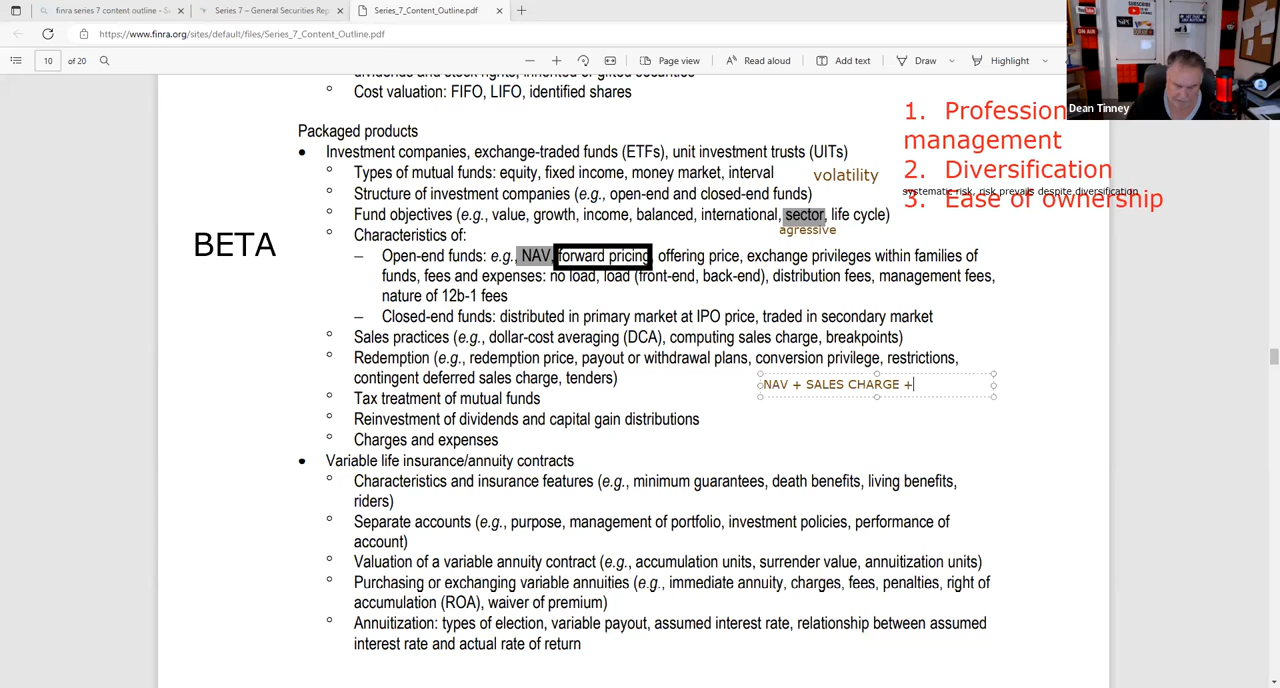 finra series 7 content outline - S
Series 7 – General Securities Rep
Series_7_Content_Outline.pdf
https://www.finra.org/sites/default/files/Series_7_Content_Outline.pdf
10 of 20
Page view
Read aloud
Add text
Draw
Highlight
SUBSCRIBE
SIPC
ON AIR
Dean Tinney
dividends and stock rights, inherent of gifted securities
Cost valuation: FIFO, LIFO, identified shares
1. Profession
management
2. Diversification
systematic risk, risk prevails despite diversification
3. Ease of ownership
Packaged products
Investment companies, exchange-traded funds (ETFs), unit investment trusts (UITs)
Types of mutual funds: equity, fixed income, money market, interval
volatility
Structure of investment companies (e.g., open-end and closed-end funds)
Fund objectives (e.g., value, growth, income, balanced, international, sector, life cycle)
agressive
Characteristics of:
BETA
– Open-end funds: e.g., NAV, forward pricing, offering price, exchange privileges within families of
funds, fees and expenses: no load, load (front-end, back-end), distribution fees, management fees,
nature of 12b-1 fees
– Closed-end funds: distributed in primary market at IPO price, traded in secondary market
Sales practices (e.g., dollar-cost averaging (DCA), computing sales charge, breakpoints)
Redemption (e.g., redemption price, payout or withdrawal plans, conversion privilege, restrictions,
contingent deferred sales charge, tenders)
NAV + SALES CHARGE +
Tax treatment of mutual funds
Reinvestment of dividends and capital gain distributions
Charges and expenses
Variable life insurance/annuity contracts
Characteristics and insurance features (e.g., minimum guarantees, death benefits, living benefits,
riders)
Separate accounts (e.g., purpose, management of portfolio, investment policies, performance of
account)
Valuation of a variable annuity contract (e.g., accumulation units, surrender value, annuitization units)
Purchasing or exchanging variable annuities (e.g., immediate annuity, charges, fees, penalties, right of
accumulation (ROA), waiver of premium)
Annuitization: types of election, variable payout, assumed interest rate, relationship between assumed
interest rate and actual rate of return